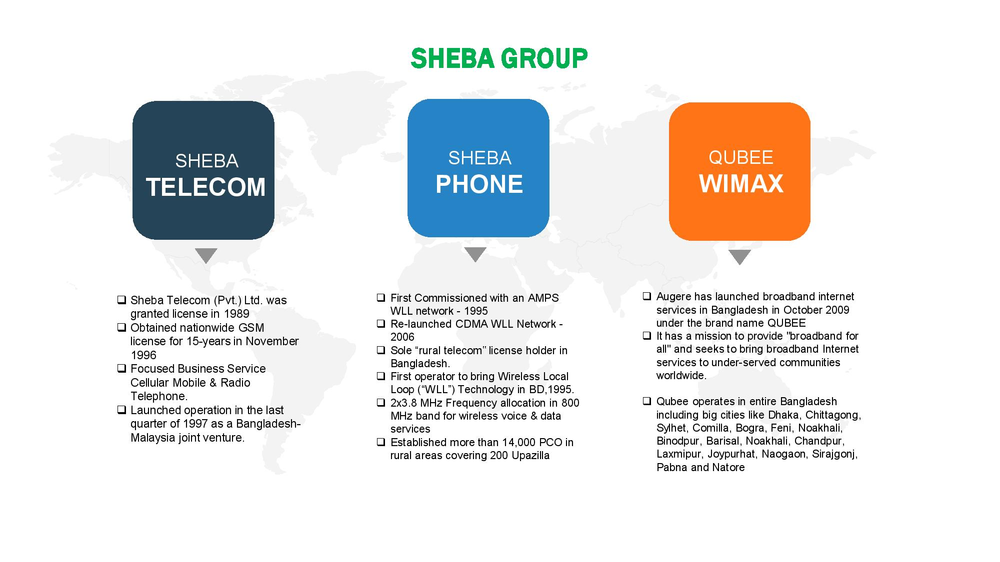 SHEBA GROUP
SHEBA
TELECOM
❑ Sheba Telecom (Pvt.) Ltd. was
granted license in 1989
❑ Obtained nationwide GSM
license for 15-years in November
1996
❑ Focused Business Service
Cellular Mobile & Radio
Telephone.
❑ Launched operation in the last
quarter of 1997 as a Bangladesh-
Malaysia joint venture.
SHEBA
PHONE
❑ First Commissioned with an AMPS
WLL network - 1995
❑ Re-launched CDMA WLL Network -
2006
❑ Sole “rural telecom‟ license holder in
Bangladesh.
❑ First operator to bring Wireless Local
Loop (“WLL”) Technology in BD,1995.
❑ 2x3.8 MHz Frequency allocation in 800
MHz band for wireless voice & data
services
❑ Established more than 14,000 PCO in
rural areas covering 200 Upazilla
QUBEE
WIMAX
❑ Augere has launched broadband internet
services in Bangladesh in October 2009
under the brand name QUBEE
❑ It has a mission to provide "broadband for
all" and seeks to bring broadband Internet
services to under-served communities
worldwide.
❑ Qubee operates in entire Bangladesh
including big cities like Dhaka, Chittagong,
Sylhet, Comilla, Bogra, Feni, Noakhali,
Binodpur, Barisal, Noakhali, Chandpur,
Laxmipur, Joypurhat, Naogaon, Sirajgonj,
Pabna and Natore